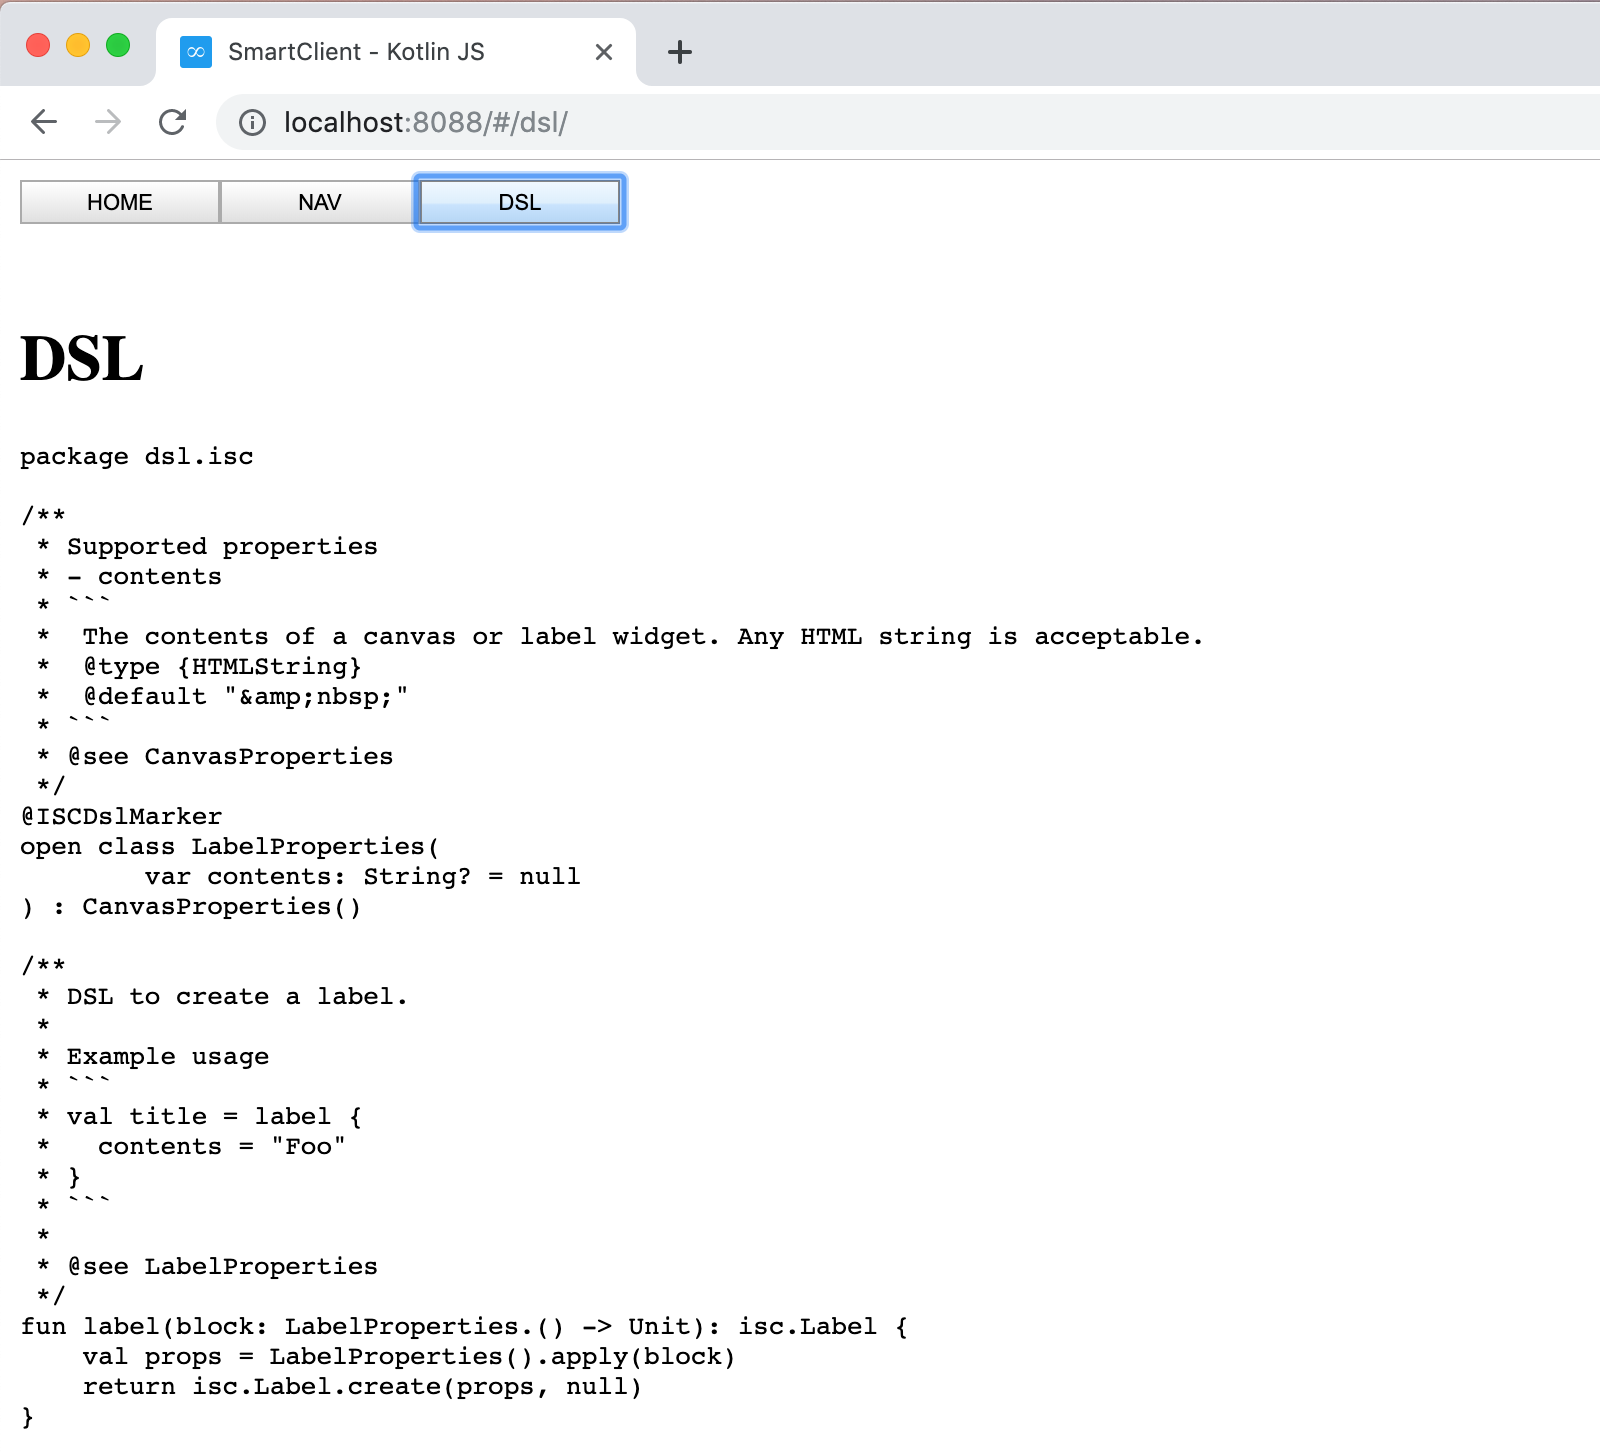 SmartClient - Kotlin JS
localhost:8088/#/dsl/
HOME NAV DSL
DSL
package dsl.isc

/**
 * Supported properties
 * - contents
 * ```
 *  The contents of a canvas or label widget. Any HTML string is acceptable.
 *  @type {HTMLString}
 *  @default "&amp;nbsp;"
 * ```
 * @see CanvasProperties
 */
@ISCDslMarker
open class LabelProperties(
        var contents: String? = null
) : CanvasProperties()

/**
 * DSL to create a label.
 *
 * Example usage
 * ```
 * val title = label {
 *   contents = "Foo"
 * }
 * ```
 *
 * @see LabelProperties
 */
fun label(block: LabelProperties.() -> Unit): isc.Label {
    val props = LabelProperties().apply(block)
    return isc.Label.create(props, null)
}